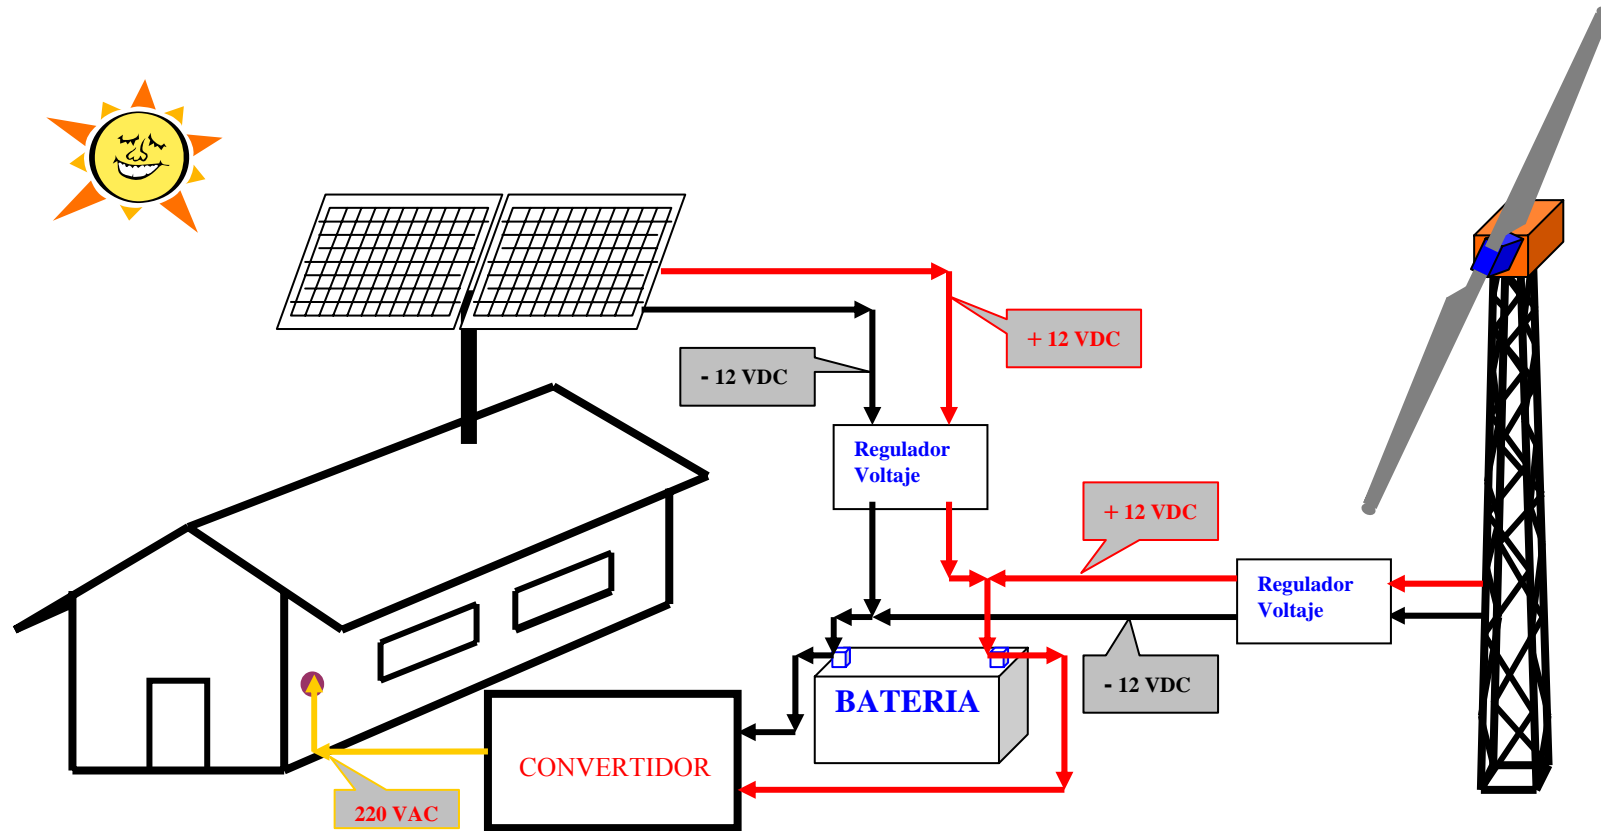 + 12 VDC
- 12 VDC
Regulador
Voltaje
+ 12 VDC
Regulador
Voltaje
- 12 VDC
BATERIA
CONVERTIDOR
220 VAC